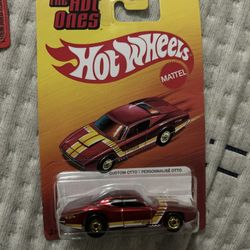 THE HOT
ONES
Hot Wheels
MATTEL
CUSTOM OTTO / PERSONNALISÉ OTTO